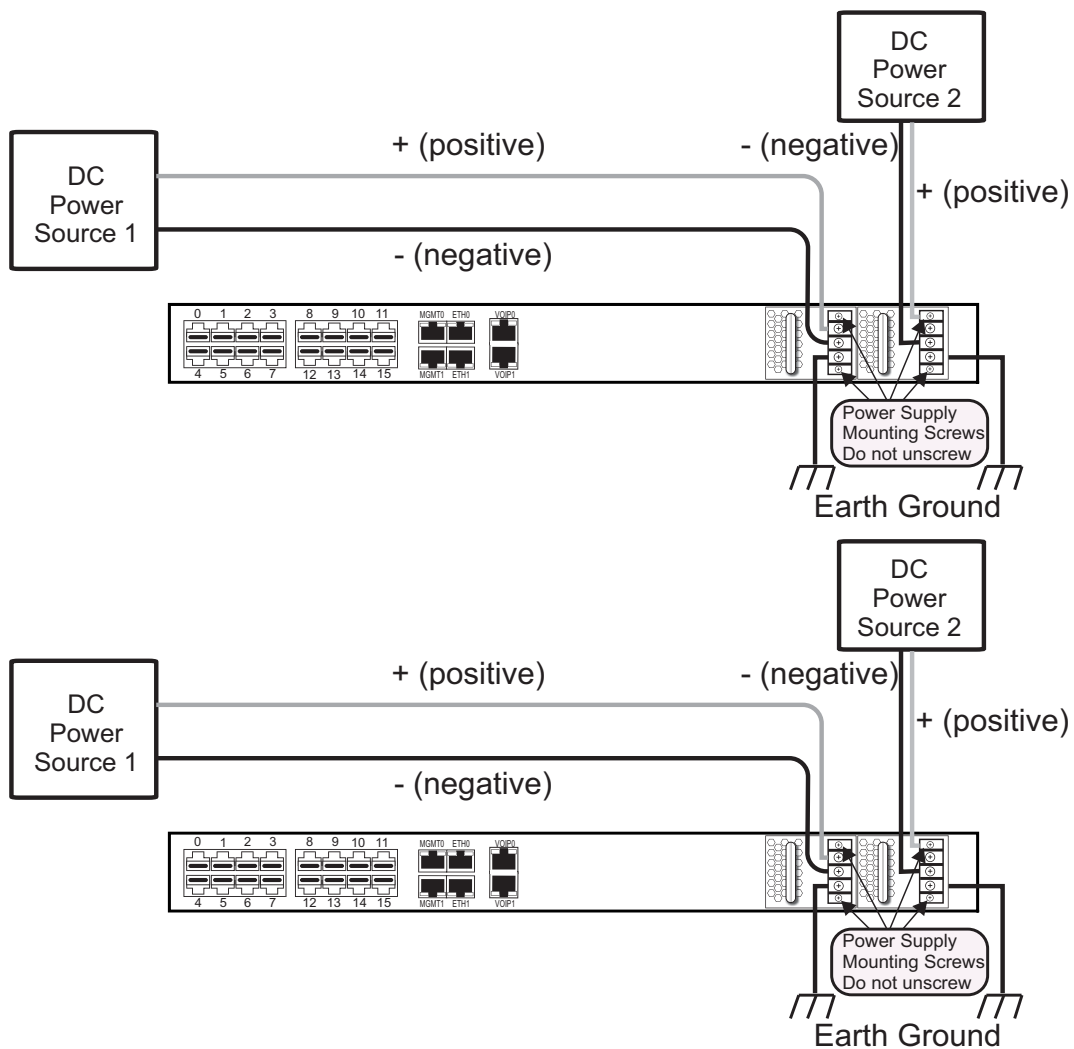 DC
Power
Source 2
+ (positive)
- (negative)
DC
Power
Source 1
+ (positive)
- (negative)
0 1 2 3 8 9 10 11 MGMT0 ETH0 VOIP0
4 5 6 7 12 13 14 15 MGMT1 ETH1 VOIP1
Power Supply
Mounting Screws
Do not unscrew
Earth Ground
DC
Power
Source 2
+ (positive)
- (negative)
DC
Power
Source 1
+ (positive)
- (negative)
0 1 2 3 8 9 10 11 MGMT0 ETH0 VOIP0
4 5 6 7 12 13 14 15 MGMT1 ETH1 VOIP1
Power Supply
Mounting Screws
Do not unscrew
Earth Ground